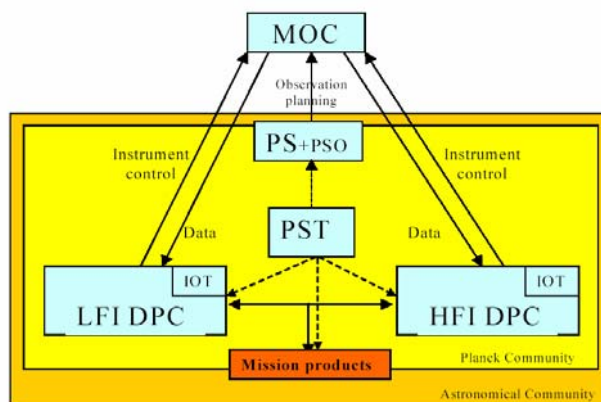 MOC
Observation
planning
PS+PSO
Instrument
control
Instrument
control
Data
PST
Data
IOT
LFI DPC
IOT
HFI DPC
Mission products
Planck Community
Astronomical Community